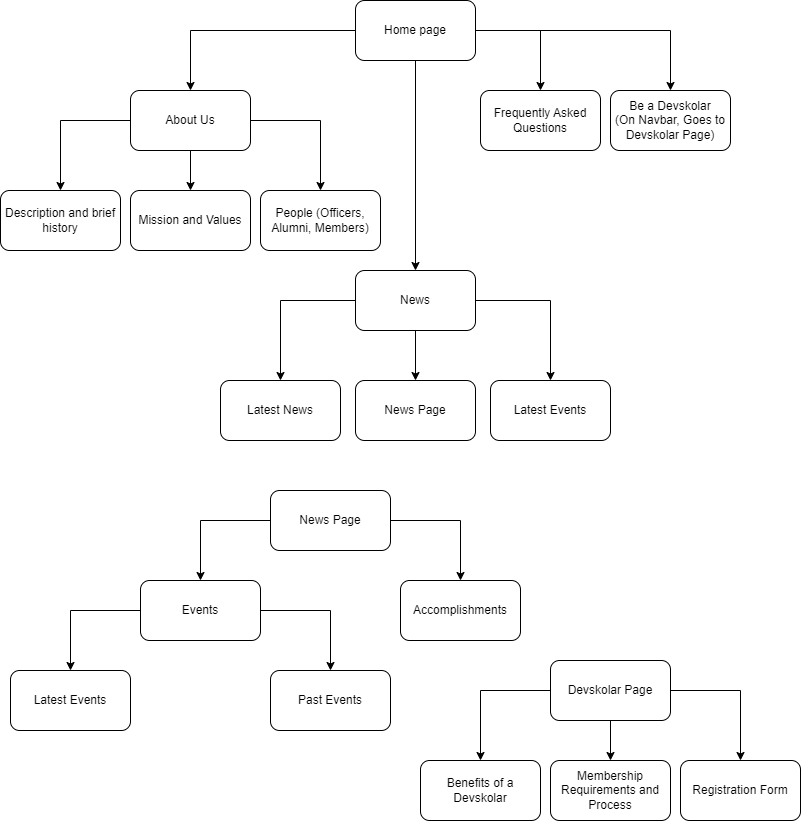 Home page
About Us
Frequently Asked
Questions
Be a Devskolar
(On Navbar, Goes to
Devskolar Page)
Description and brief
history
Mission and Values
People (Officers,
Alumni, Members)
News
Latest News
News Page
Latest Events
News Page
Events
Accomplishments
Latest Events
Past Events
Devskolar Page
Benefits of a
Devskolar
Membership
Requirements and
Process
Registration Form